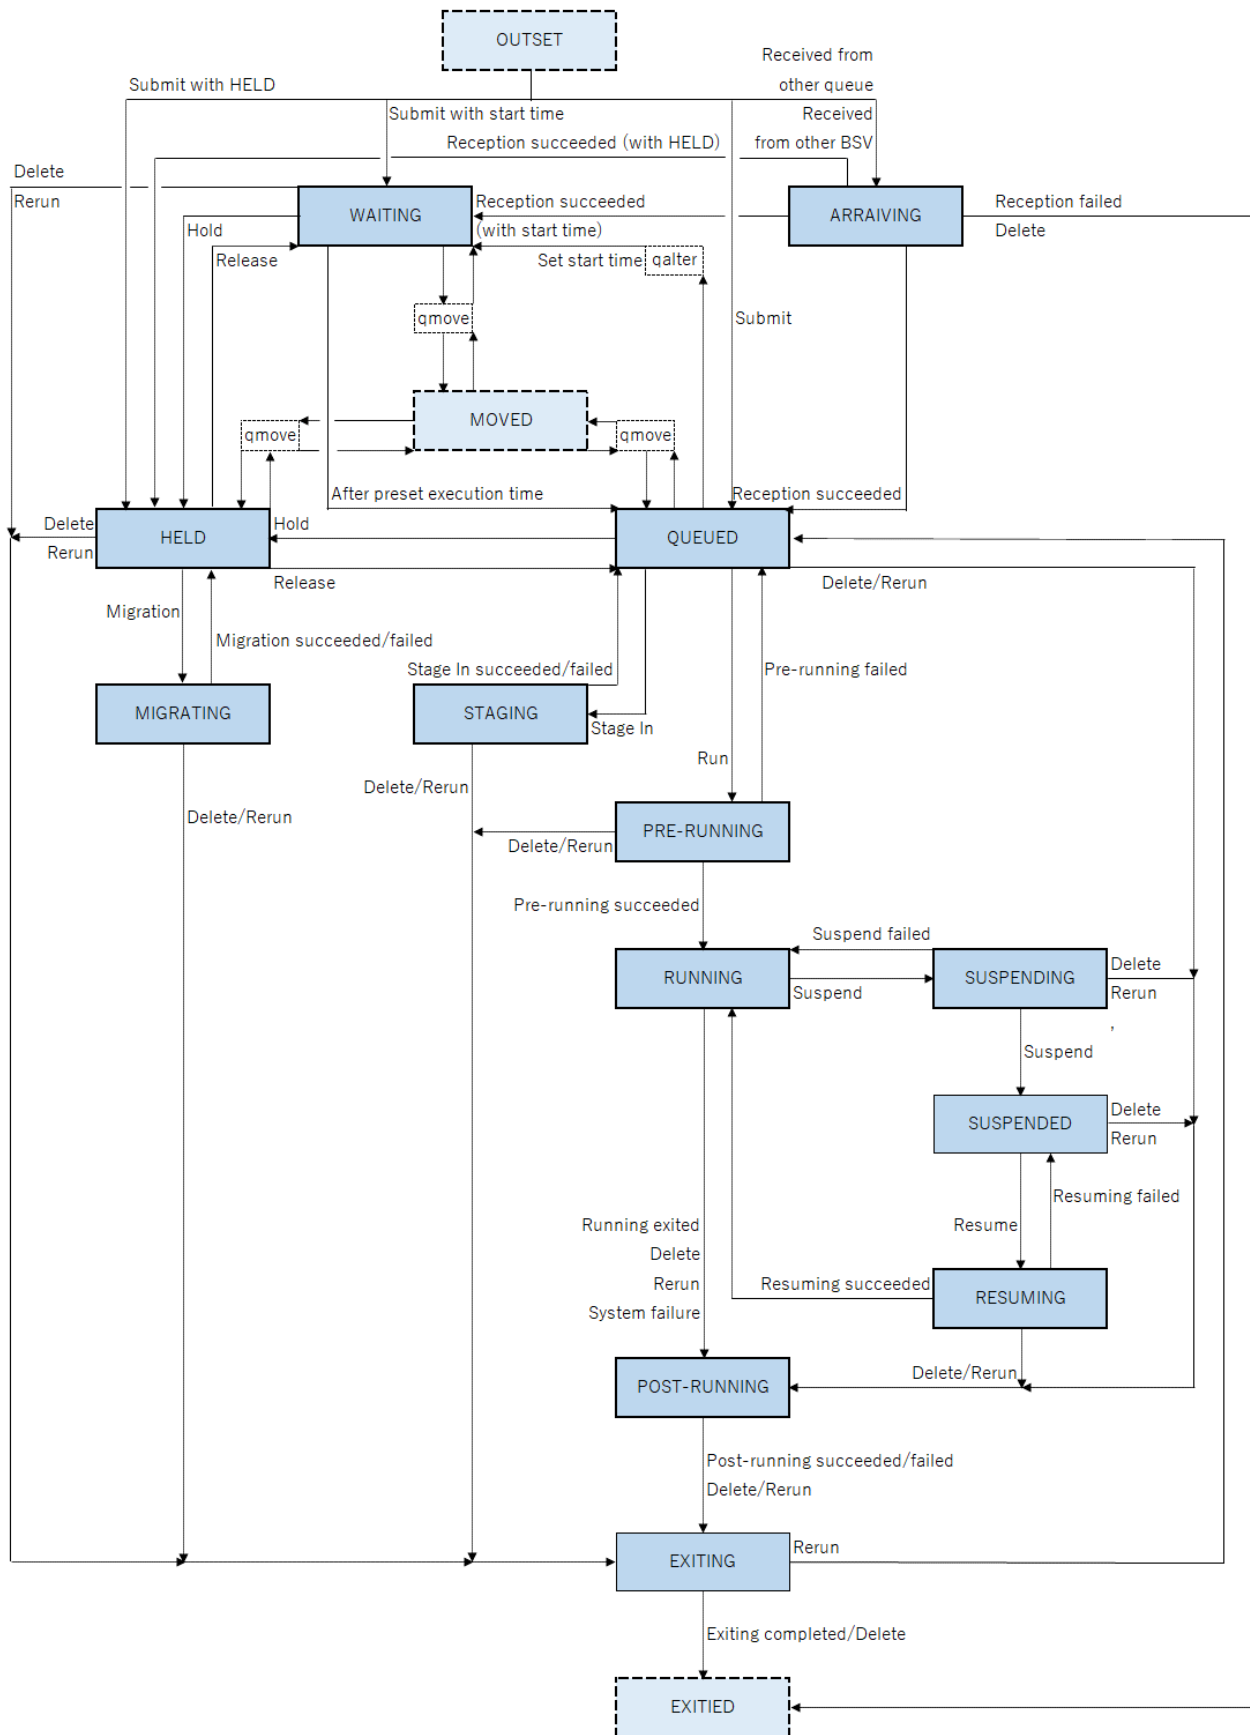 OUTSET
Received from
other queue
Submit with HELD
Submit with start time
Received
from other BSV
Reception succeeded (with HELD)
Delete
Rerun
WAITING
Reception succeeded
(with start time)
ARRAIVING
Reception failed
Delete
Hold
Release
Set start time
qalter
qmove
Submit
MOVED
qmove
qmove
After preset execution time
Reception succeeded
Delete
Rerun
HELD
Hold
QUEUED
Release
Delete/Rerun
Migration
Migration succeeded/failed
Stage In succeeded/failed
Pre-running failed
MIGRATING
STAGING
Stage In
Run
Delete/Rerun
Delete/Rerun
PRE-RUNNING
Delete/Rerun
Pre-running succeeded
Suspend failed
RUNNING
Suspend
SUSPENDING
Delete
Rerun
,
Suspend
SUSPENDED
Delete
Rerun
Resuming failed
Resume
Running exited
Delete
Rerun
System failure
Resuming succeeded
RESUMING
POST-RUNNING
Delete/Rerun
Post-running succeeded/failed
Delete/Rerun
EXITING
Rerun
Exiting completed/Delete
EXITIED